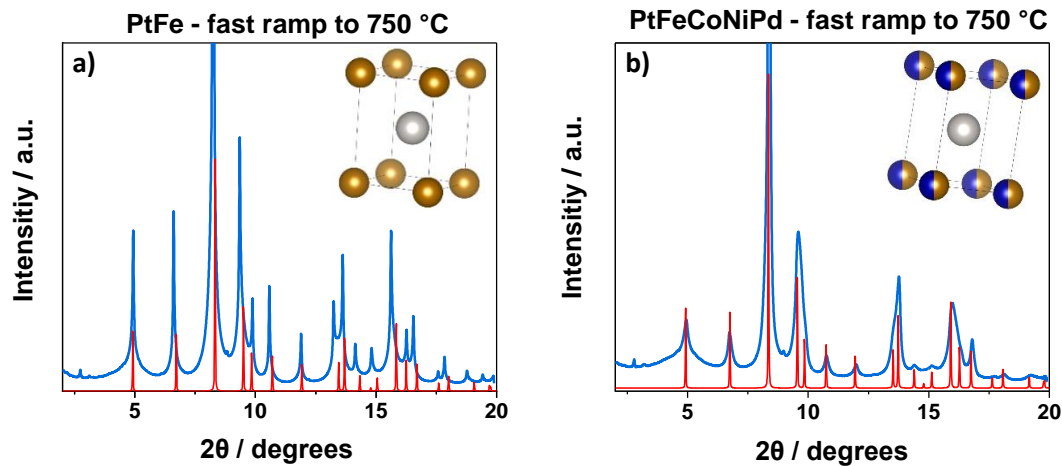 PtFe - fast ramp to 750 °C
a)
Intensitiy / a.u.
5 10 15 20
2θ / degrees
PtFeCoNiPd - fast ramp to 750 °C
b)
Intensitiy / a.u.
5 10 15 20
2θ / degrees